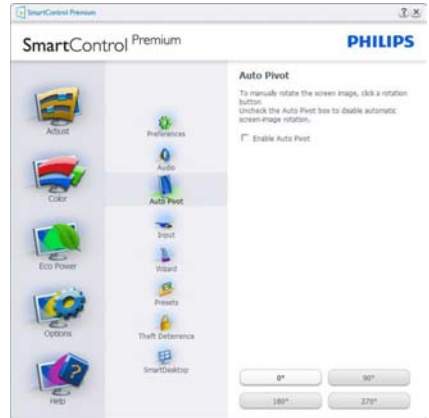 SmartControl Premium
SmartControl Premium
PHILIPS
Adjust
Color
Eco Power
Options
Help
Preferences
Audio
Auto Pivot
Input
Wizard
Presets
Theft Deterrence
SmartDesktop
Auto Pivot
To manually rotate the screen image, click a rotation
button
Uncheck the Auto Pivot box to disable automatic
screen-image rotation.
Enable Auto Pivot
0°
90°
180°
270°